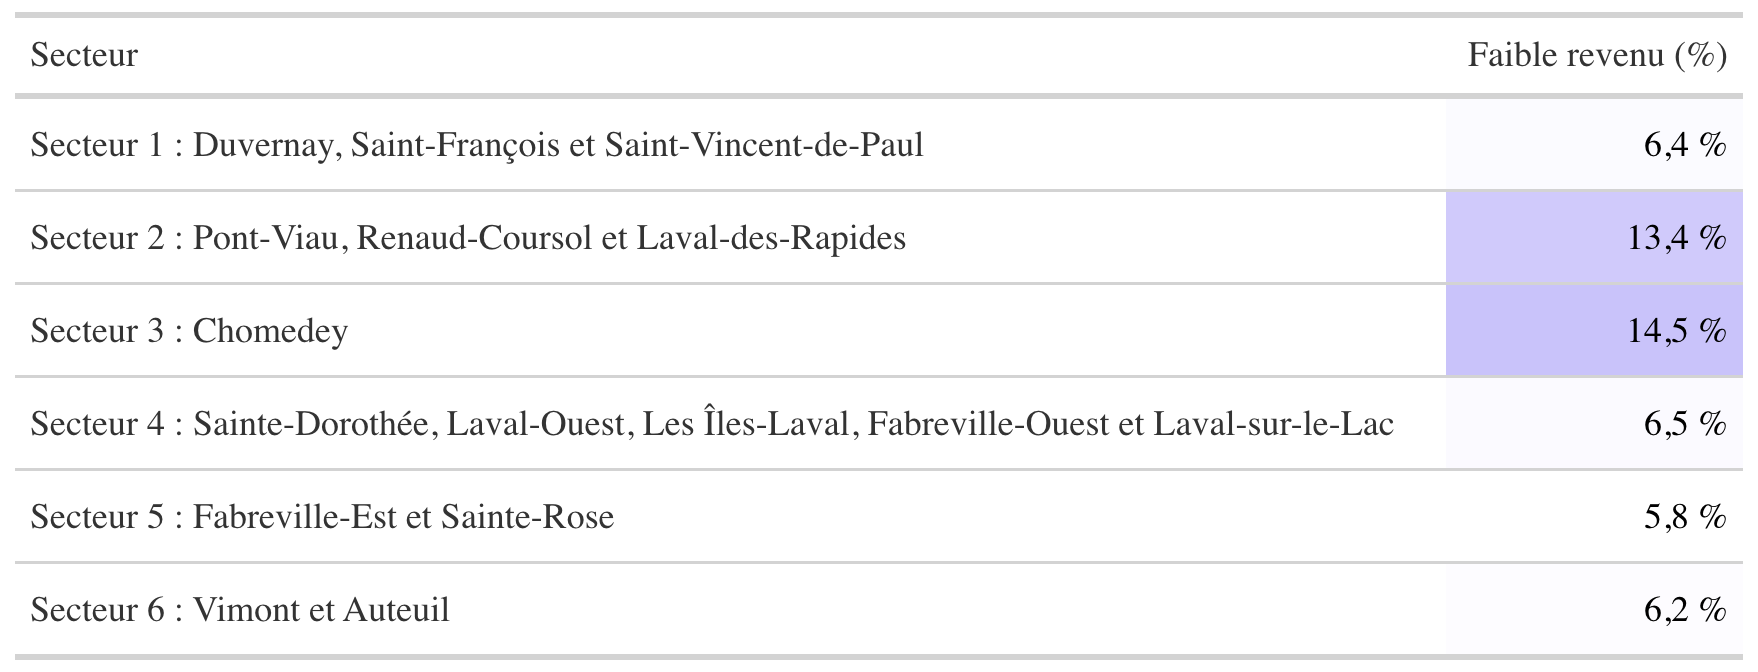 Secteur Faible revenu (%)
Secteur 1 : Duvernay, Saint-François et Saint-Vincent-de-Paul 6,4 %
Secteur 2 : Pont-Viau, Renaud-Coursol et Laval-des-Rapides 13,4 %
Secteur 3 : Chomedey 14,5 %
Secteur 4 : Sainte-Dorothée, Laval-Ouest, Les Îles-Laval, Fabreville-Ouest et Laval-sur-le-Lac 6,5 %
Secteur 5 : Fabreville-Est et Sainte-Rose 5,8 %
Secteur 6 : Vimont et Auteuil 6,2 %